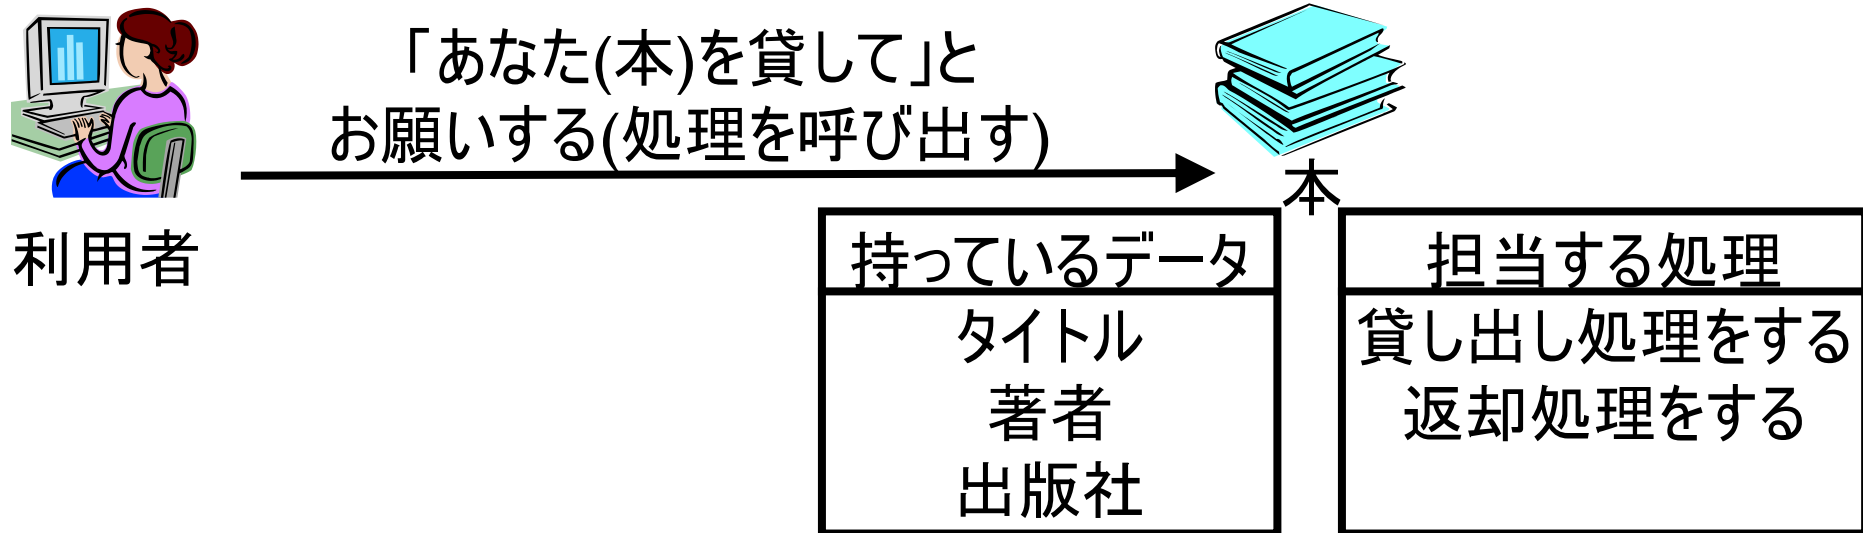 「あなた(本)を貸して」と
お願いする(処理を呼び出す)
利用者
本
持っているデータ
タイトル
著者
出版社
担当する処理
貸し出し処理をする
返却処理をする